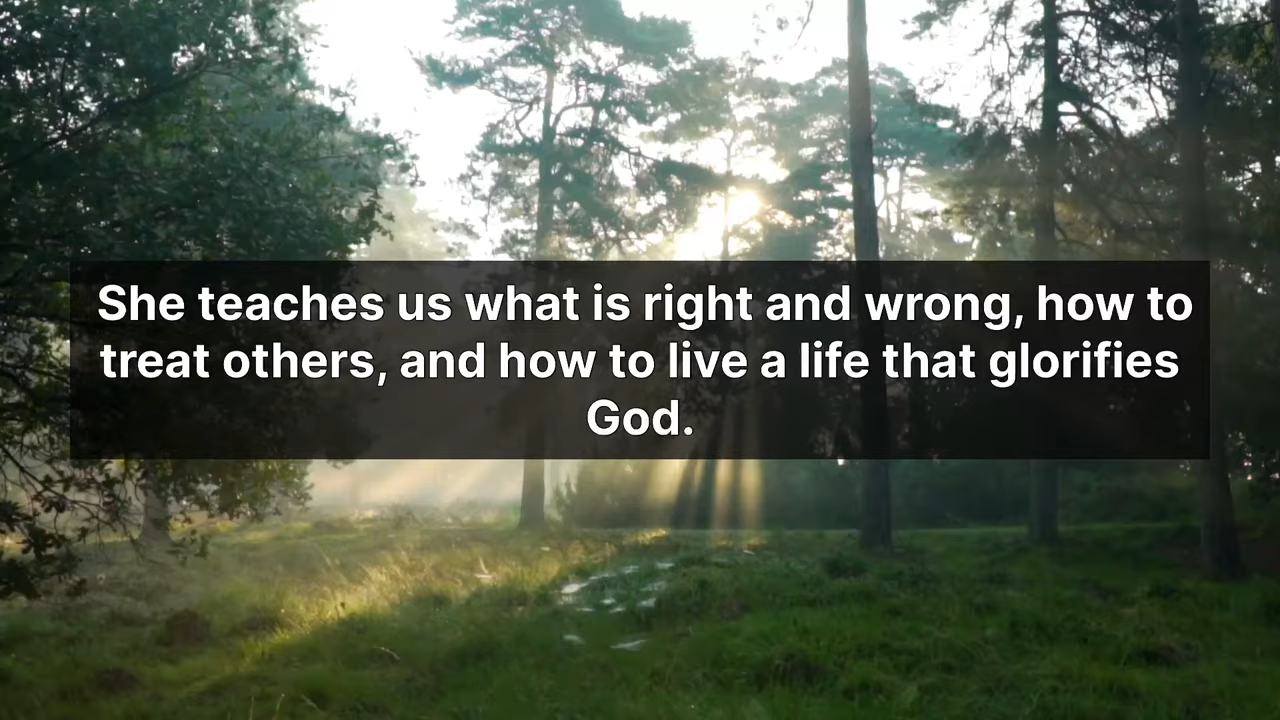 She teaches us what is right and wrong, how to
treat others, and how to live a life that glorifies
God.